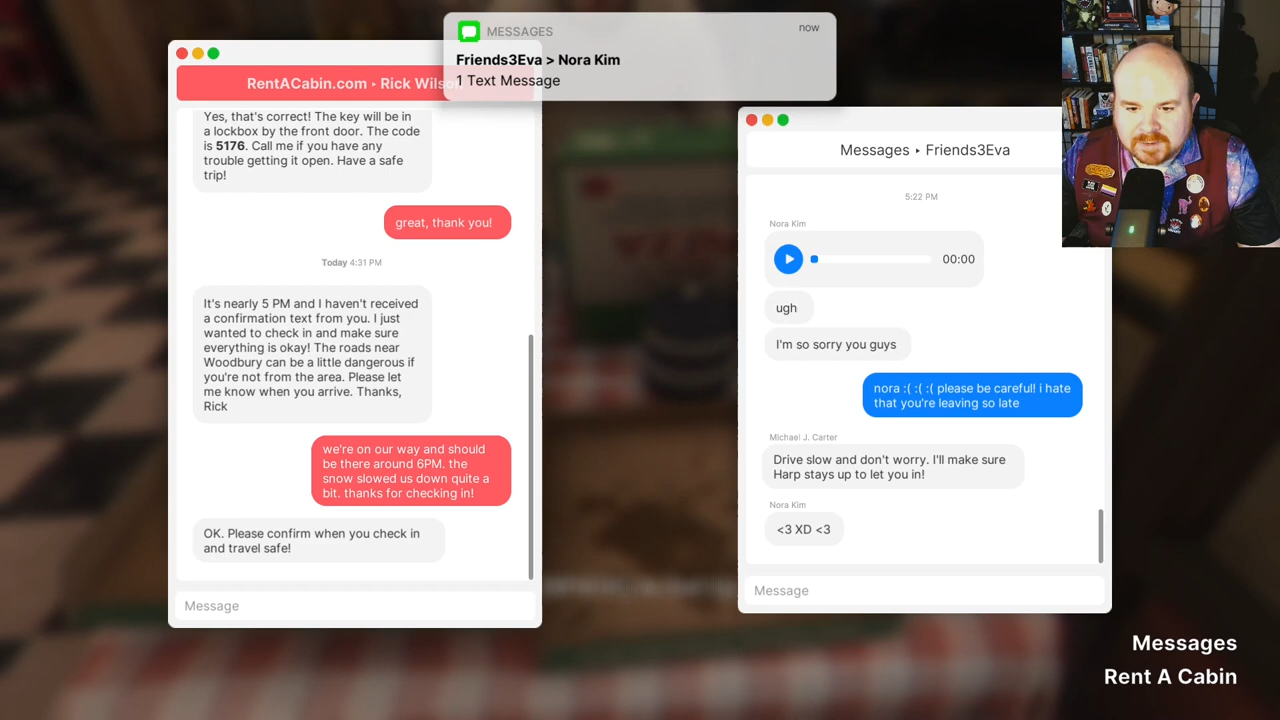 MESSAGES
now
Friends3Eva > Nora Kim
1 Text Message
RentACabin.com ‣ Rick Wilson
Yes, that's correct! The key will be in
a lockbox by the front door. The code
is 5176. Call me if you have any
trouble getting it open. Have a safe
trip!
great, thank you!
Today 4:31 PM
It's nearly 5 PM and I haven't received
a confirmation text from you. I just
wanted to check in and make sure
everything is okay! The roads near
Woodbury can be a little dangerous if
you're not from the area. Please let
me know when you arrive. Thanks,
Rick
we're on our way and should
be there around 6PM. the
snow slowed us down quite a
bit. thanks for checking in!
OK. Please confirm when you check in
and travel safe!
Message
Messages ‣ Friends3Eva
5:22 PM
Nora Kim
00:00
ugh
I'm so sorry you guys
nora :( :( :( please be careful! i hate
that you're leaving so late
Michael J. Carter
Drive slow and don't worry. I'll make sure
Harp stays up to let you in!
Nora Kim
<3 XD <3
Message
Messages
Rent A Cabin